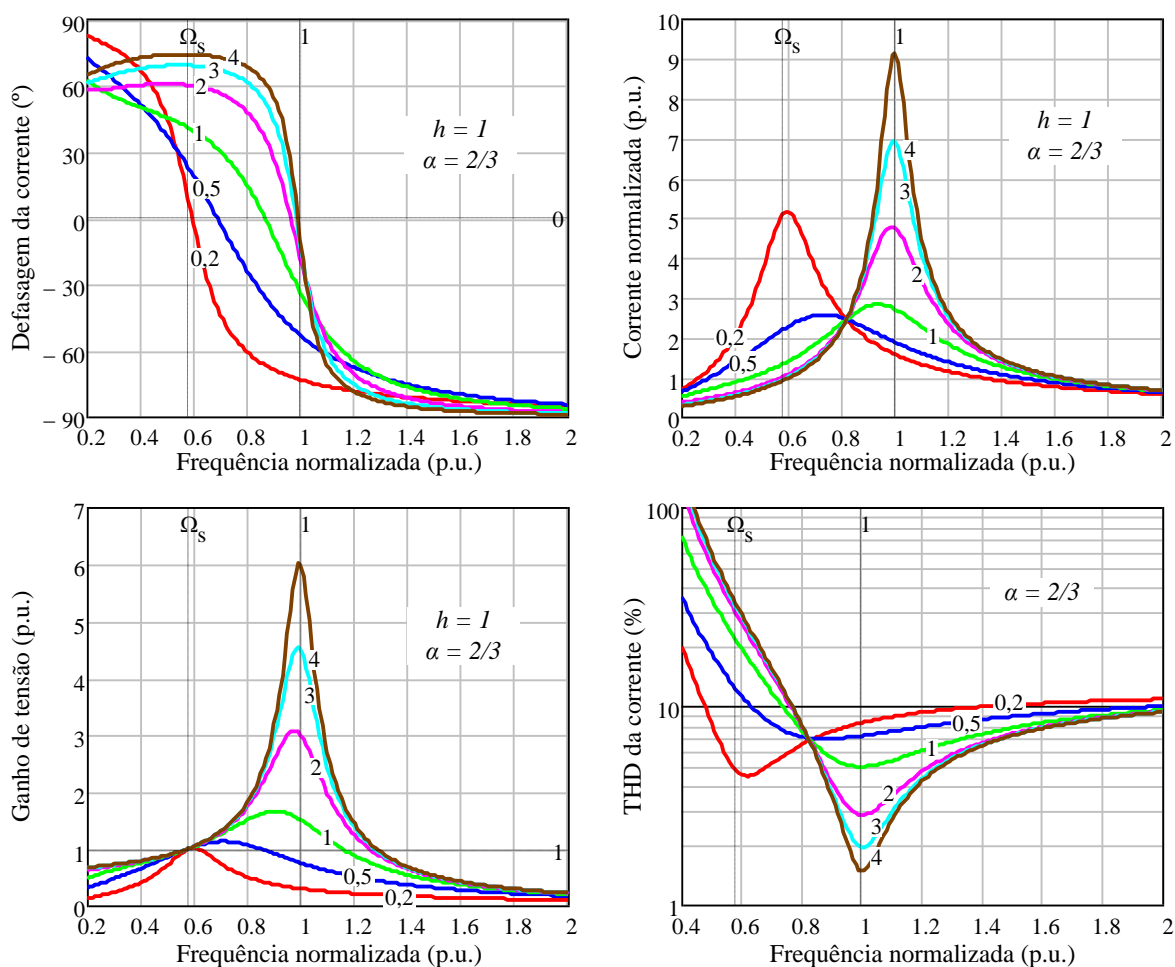 Defasagem da corrente (º)
90
60
30
0
– 30
– 60
– 90
Ωs
1
4
3
2
1
0,5
0,2
0
h = 1
α = 2/3
0.2 0.4 0.6 0.8 1 1.2 1.4 1.6 1.8 2
Frequência normalizada (p.u.)
Corrente normalizada (p.u.)
10
9
8
7
6
5
4
3
2
1
0
Ωs
1
4
3
2
1
0,2
0,5
h = 1
α = 2/3
0.2 0.4 0.6 0.8 1 1.2 1.4 1.6 1.8 2
Frequência normalizada (p.u.)
Ganho de tensão (p.u.)
7
6
5
4
3
2
1
0
Ωs
1
4
3
2
1
0,5
0,2
1
h = 1
α = 2/3
0.2 0.4 0.6 0.8 1 1.2 1.4 1.6 1.8 2
Frequência normalizada (p.u.)
THD da corrente (%)
100
10
1
Ωs
1
α = 2/3
0,2
0,5
1
2
3
4
0.4 0.6 0.8 1 1.2 1.4 1.6 1.8 2
Frequência normalizada (p.u.)